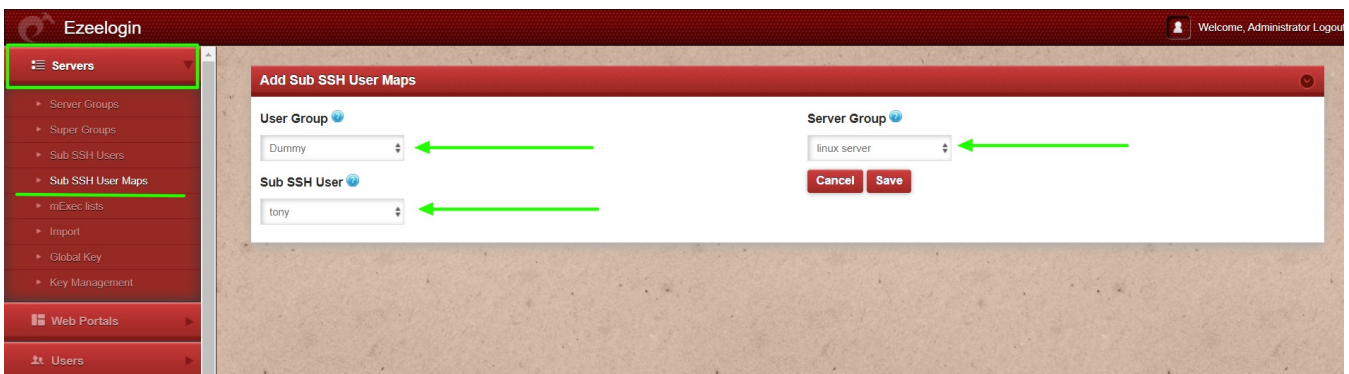 Ezeelogin
Welcome, Administrator Logout
Servers
Server Groups
Super Groups
Sub SSH Users
Sub SSH User Maps
mExec lists
Import
Global Key
Key Management
Web Portals
Users
Add Sub SSH User Maps
User Group
Dummy
Sub SSH User
tony
Server Group
linux server
Cancel Save